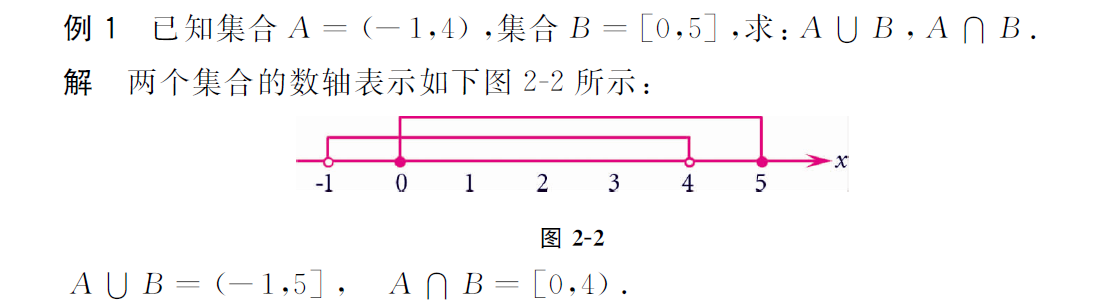 例 1 已知集合 A = (－1,4) ,集合 B = [0,5] ,求: A ∪ B , A ∩ B .
解 两个集合的数轴表示如下图 2-2 所示:
x
-1 0 1 2 3 4 5
图 2-2
A ∪ B = (－1,5] , A ∩ B = [0,4) .